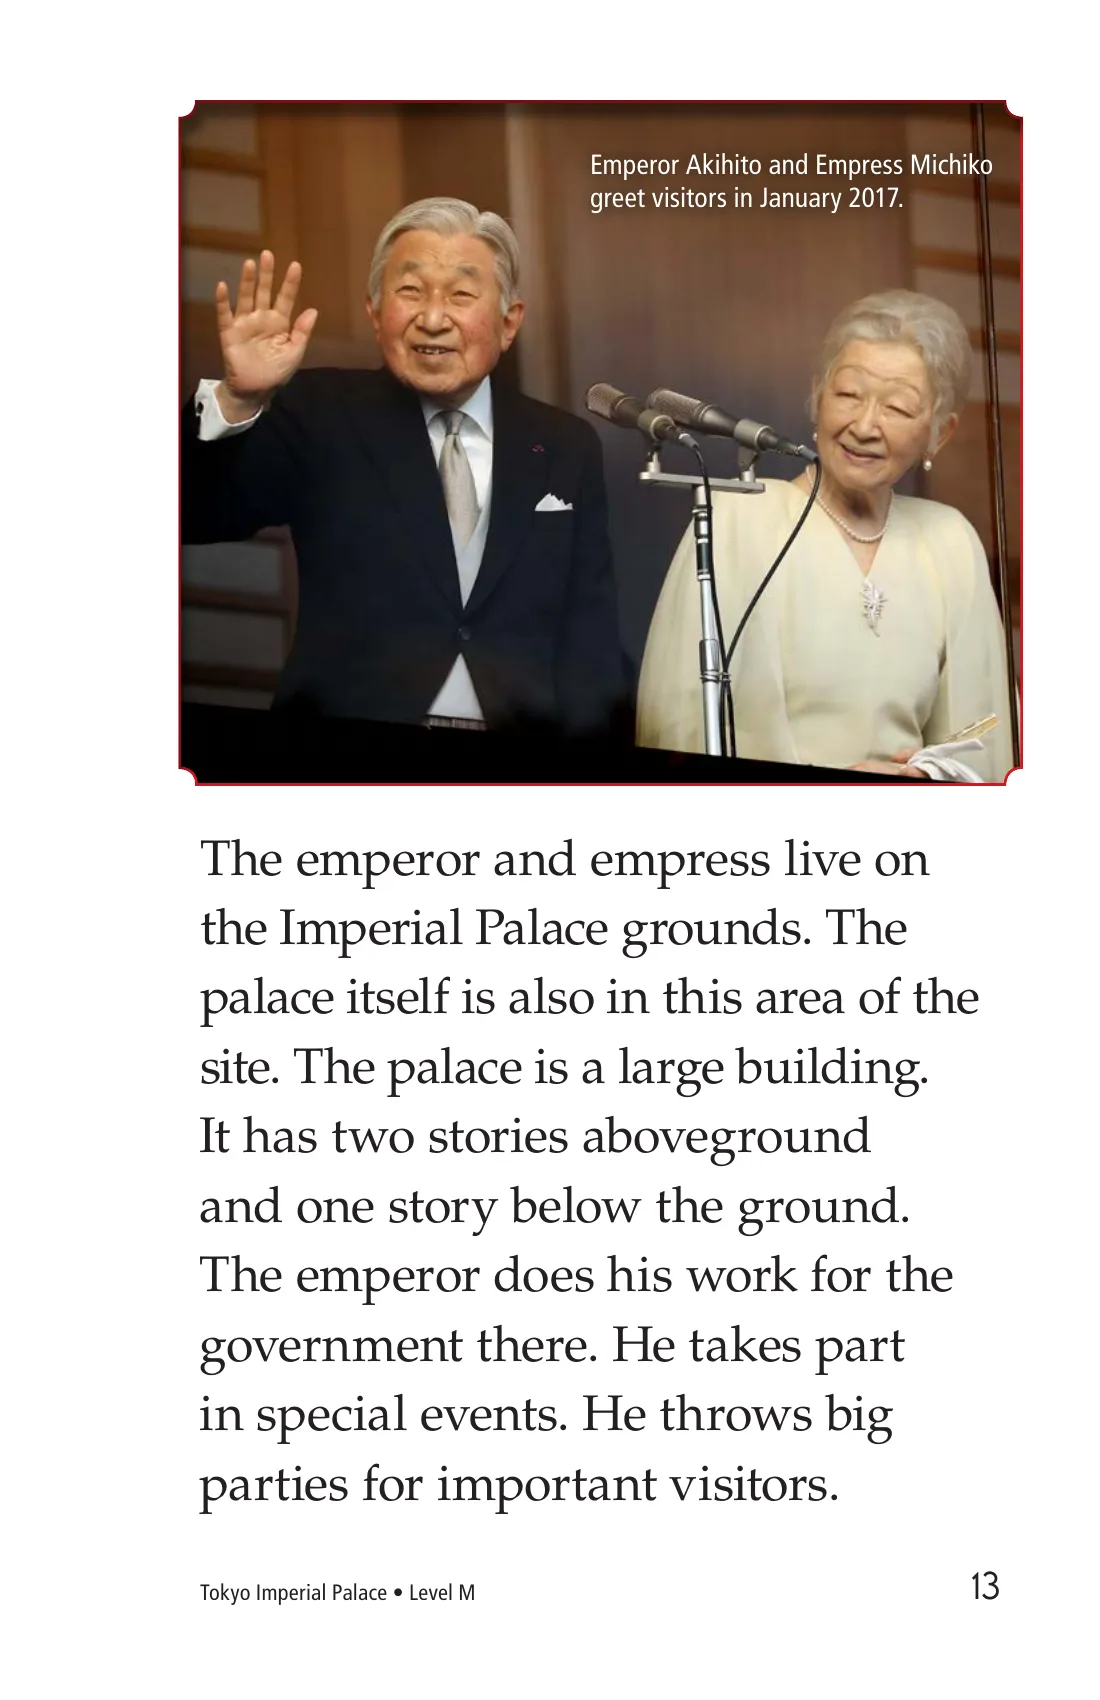 Emperor Akihito and Empress Michiko
greet visitors in January 2017.
The emperor and empress live on
the Imperial Palace grounds. The
palace itself is also in this area of the
site. The palace is a large building.
It has two stories aboveground
and one story below the ground.
The emperor does his work for the
government there. He takes part
in special events. He throws big
parties for important visitors.
Tokyo Imperial Palace • Level M
13